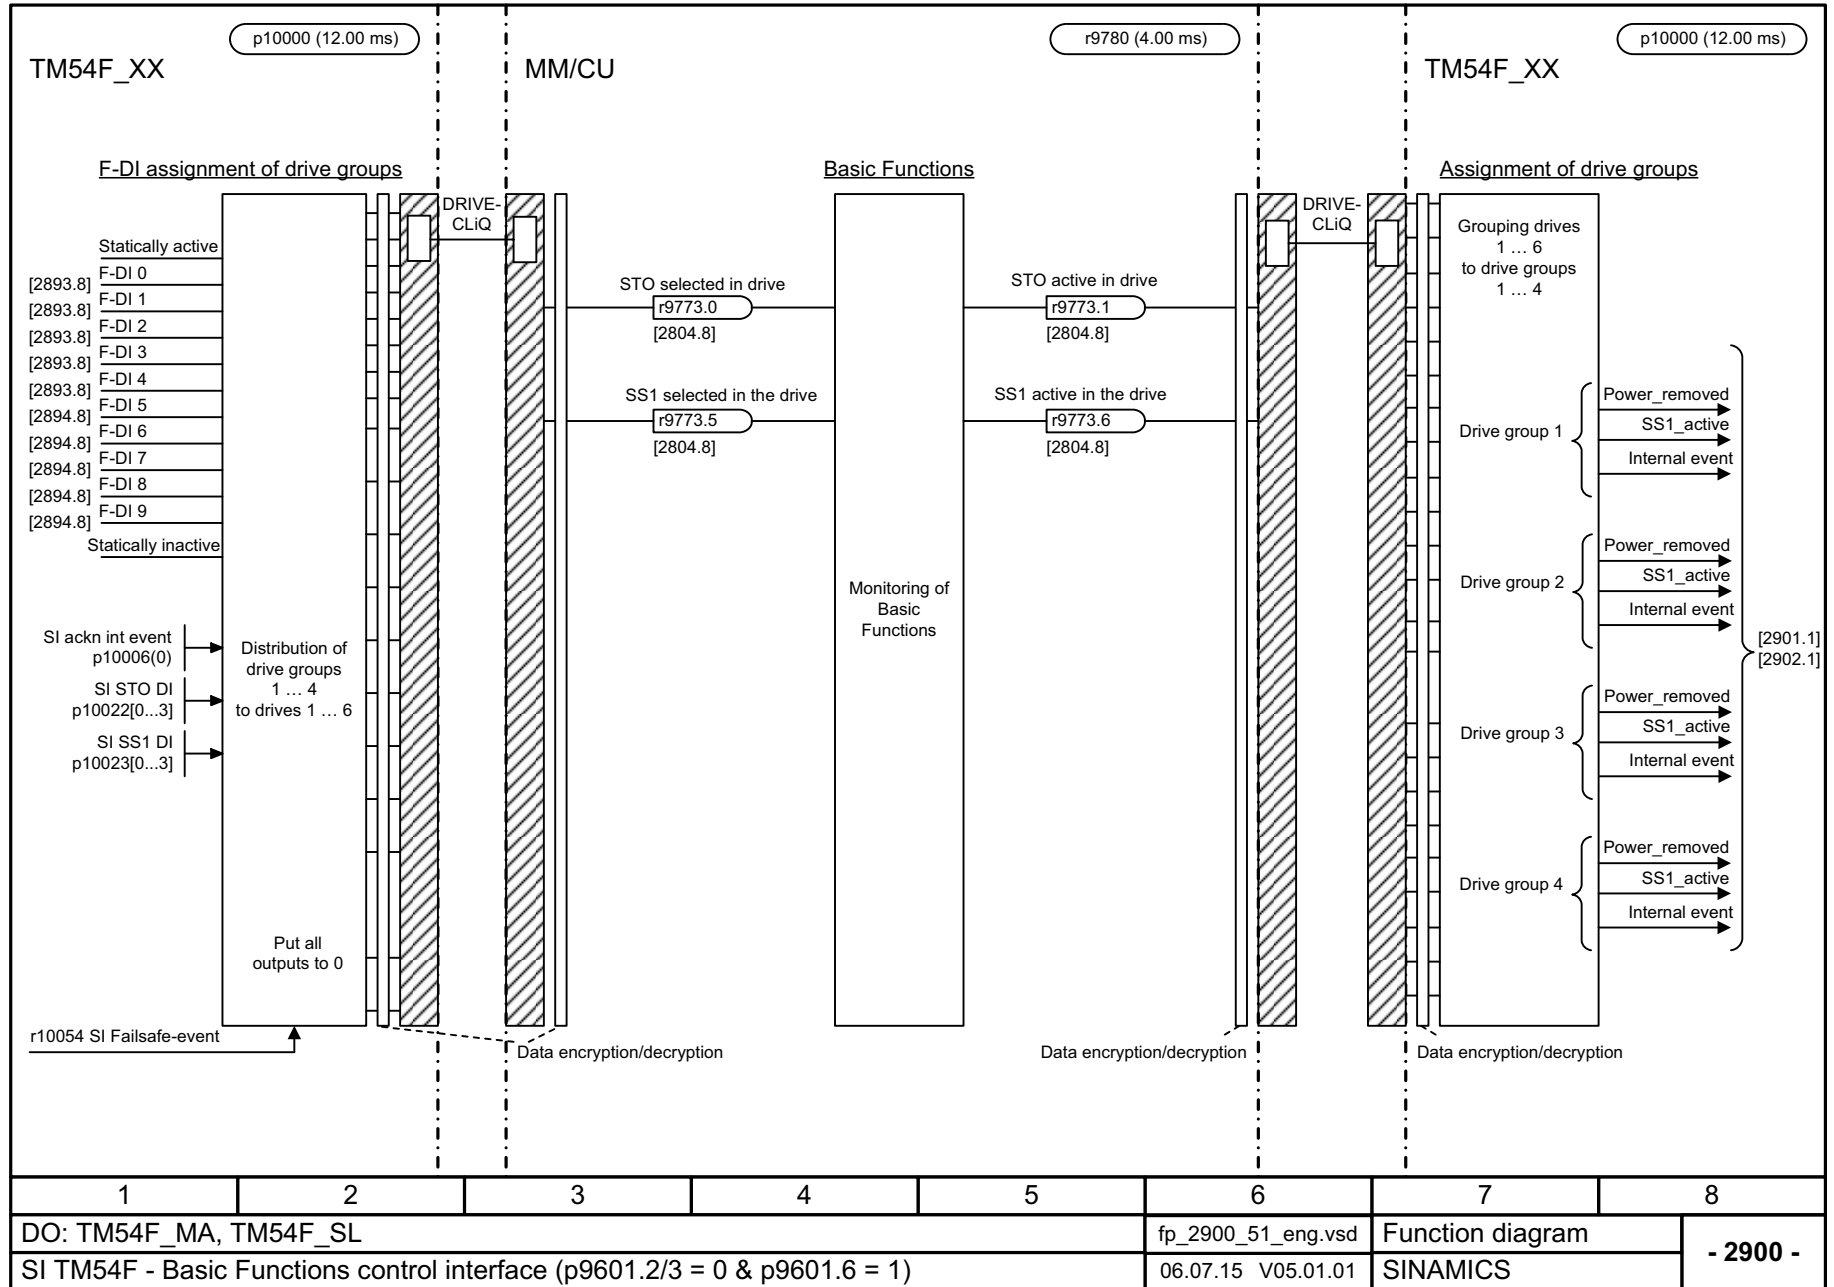 p10000 (12.00 ms)
r9780 (4.00 ms)
p10000 (12.00 ms)
TM54F_XX
MM/CU
TM54F_XX
F-DI assignment of drive groups
Basic Functions
Assignment of drive groups
Statically active
F-DI 0
[2893.8]
F-DI 1
[2893.8]
F-DI 2
[2893.8]
F-DI 3
[2893.8]
F-DI 4
[2893.8]
F-DI 5
[2894.8]
F-DI 6
[2894.8]
F-DI 7
[2894.8]
F-DI 8
[2894.8]
F-DI 9
[2894.8]
Statically inactive
SI ackn int event
p10006(0)
SI STO DI
p10022[0...3]
SI SS1 DI
p10023[0...3]
r10054 SI Failsafe-event
Distribution of
drive groups
1 … 4
to drives 1 … 6
Put all
outputs to 0
DRIVE-
CLiQ
Data encryption/decryption
STO selected in drive
r9773.0
[2804.8]
SS1 selected in the drive
r9773.5
[2804.8]
Monitoring of
Basic
Functions
STO active in drive
r9773.1
[2804.8]
SS1 active in the drive
r9773.6
[2804.8]
Data encryption/decryption
DRIVE-
CLiQ
Data encryption/decryption
Grouping drives
1 … 6
to drive groups
1 … 4
Drive group 1
Power_removed
SS1_active
Internal event
Drive group 2
Power_removed
SS1_active
Internal event
Drive group 3
Power_removed
SS1_active
Internal event
Drive group 4
Power_removed
SS1_active
Internal event
[2901.1]
[2902.1]
1 2 3 4 5 6 7 8
DO: TM54F_MA, TM54F_SL
fp_2900_51_eng.vsd
Function diagram
- 2900 -
SI TM54F - Basic Functions control interface (p9601.2/3 = 0 & p9601.6 = 1)
06.07.15 V05.01.01
SINAMICS